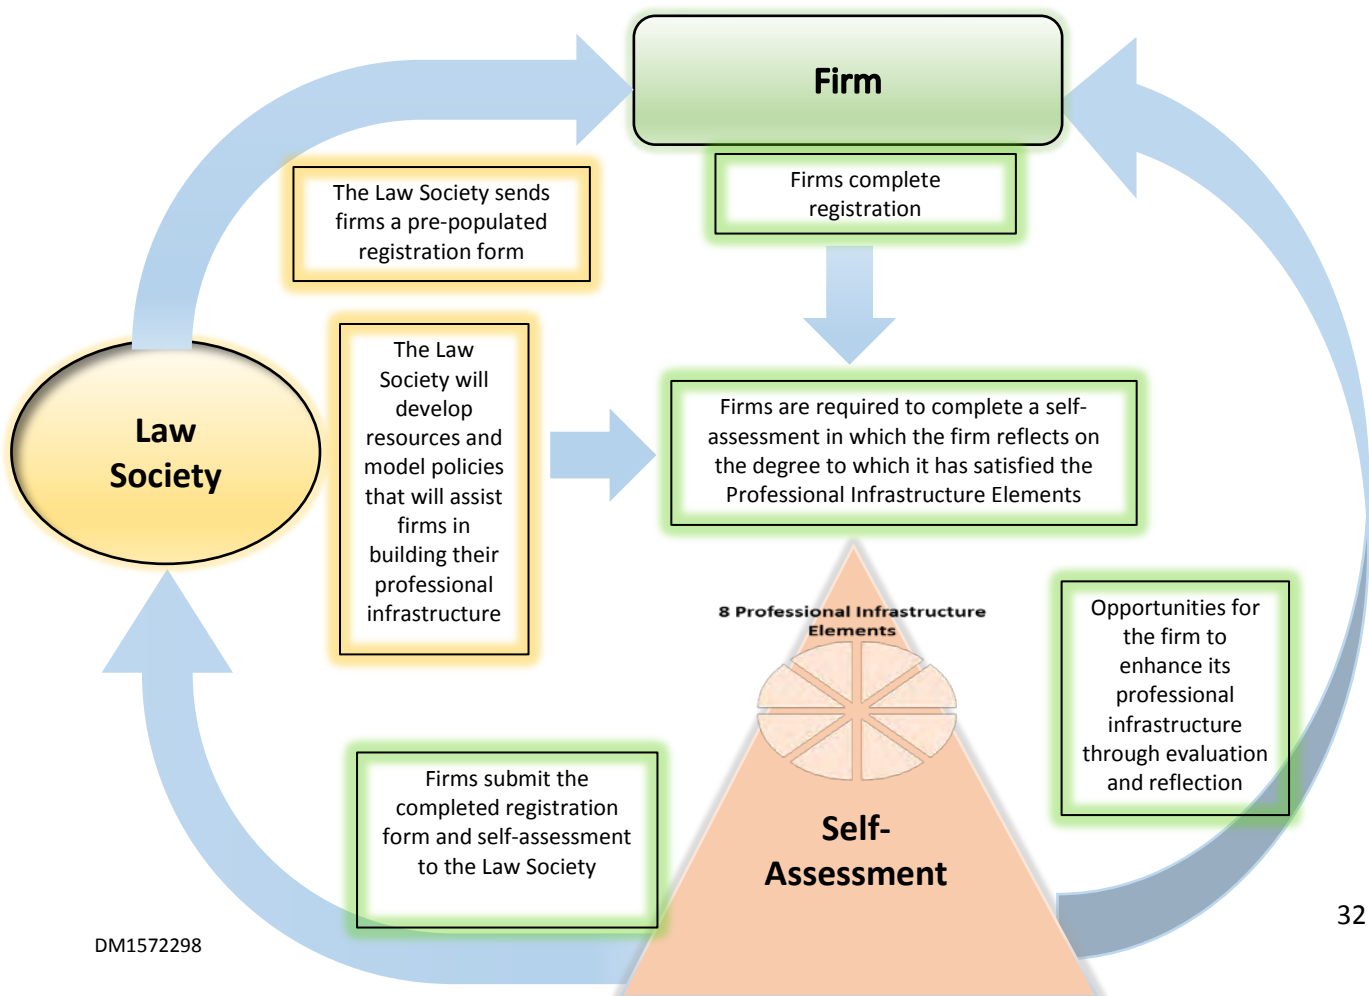 Firm
The Law Society sends
firms a pre-populated
registration form
Firms complete
registration
Law
Society
The Law
Society will
develop
resources and
model policies
that will assist
firms in
building their
professional
infrastructure
Firms are required to complete a self-
assessment in which the firm reflects on
the degree to which it has satisfied the
Professional Infrastructure Elements
8 Professional Infrastructure
Elements
Opportunities for
the firm to
enhance its
professional
infrastructure
through evaluation
and reflection
Firms submit the
completed registration
form and self-assessment
to the Law Society
Self-
Assessment
32
DM1572298